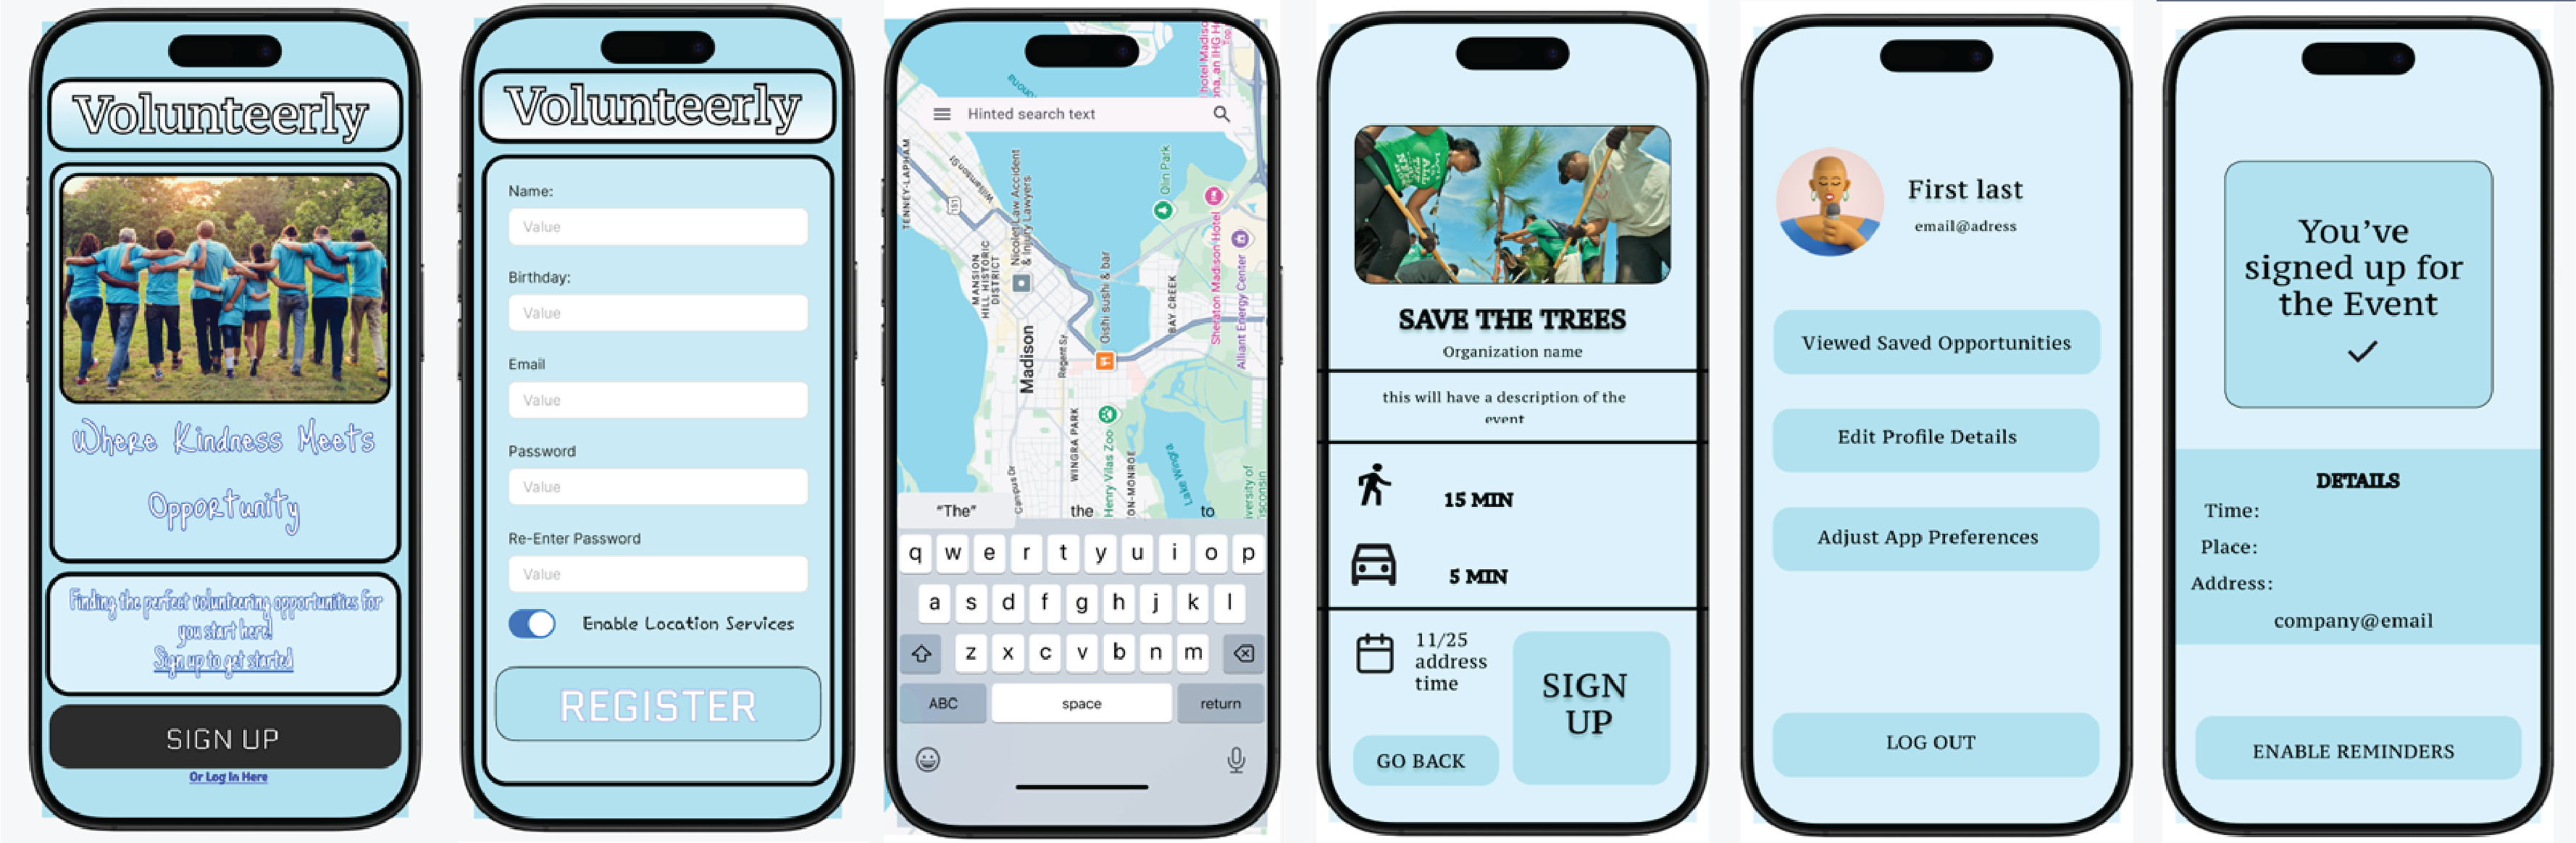 Volunteerly
Where Kindness Meets
Opportunity
Finding the perfect volunteering opportunities for
you start here!
Sign up to get started
SIGN UP
Or Log In Here
Volunteerly
Name:
Value
Birthday:
Value
Email
Value
Password
Value
Re-Enter Password
Value
Enable Location Services
REGISTER
Hinted search text
TENNEY-LAPHAM
Williamson St
151
MANSION
HILL HISTORIC
DISTRICT
Nicolet Law Accident
& Injury Lawyers
Madison
Regent St
Oishi sushi & bar
BAY CREEK
Olin Park
Sheraton Madison Hotel
Alliant Energy Center
WINGRA PARK
Henry Vilas Zoo
Lake Wingra
Campus Dr
"The"
the
to
q w e r t y u i o p
a s d f g h j k l
z x c v b n m
ABC
space
return
SAVE THE TREES
Organization name
this will have a description of the
event
15 MIN
5 MIN
11/25
address
time
SIGN
UP
GO BACK
First last
email@adress
Viewed Saved Opportunities
Edit Profile Details
Adjust App Preferences
LOG OUT
You've
signed up for
the Event
DETAILS
Time:
Place:
Address:
company@email
ENABLE REMINDERS